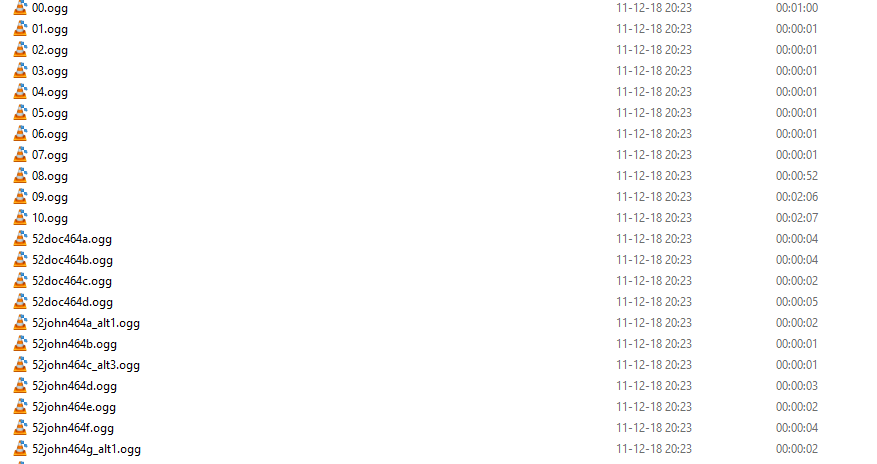 00.ogg 11-12-18 20:23 00:01:00
01.ogg 11-12-18 20:23 00:00:01
02.ogg 11-12-18 20:23 00:00:01
03.ogg 11-12-18 20:23 00:00:01
04.ogg 11-12-18 20:23 00:00:01
05.ogg 11-12-18 20:23 00:00:01
06.ogg 11-12-18 20:23 00:00:01
07.ogg 11-12-18 20:23 00:00:01
08.ogg 11-12-18 20:23 00:00:52
09.ogg 11-12-18 20:23 00:02:06
10.ogg 11-12-18 20:23 00:02:07
52doc464a.ogg 11-12-18 20:23 00:00:04
52doc464b.ogg 11-12-18 20:23 00:00:04
52doc464c.ogg 11-12-18 20:23 00:00:02
52doc464d.ogg 11-12-18 20:23 00:00:05
52john464a_alt1.ogg 11-12-18 20:23 00:00:02
52john464b.ogg 11-12-18 20:23 00:00:01
52john464c_alt3.ogg 11-12-18 20:23 00:00:01
52john464d.ogg 11-12-18 20:23 00:00:03
52john464e.ogg 11-12-18 20:23 00:00:02
52john464f.ogg 11-12-18 20:23 00:00:04
52john464g_alt1.ogg 11-12-18 20:23 00:00:02